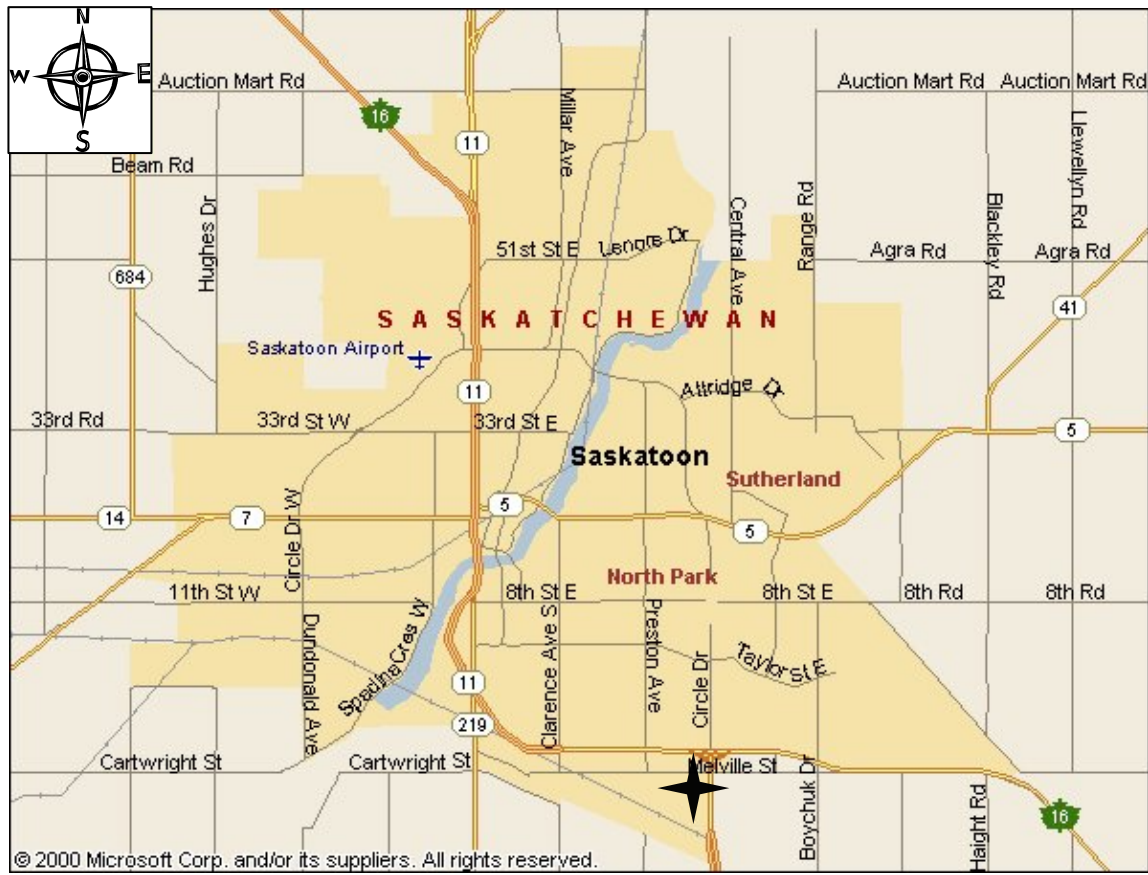 N
W
E
S
Auction Mart Rd
Auction Mart Rd
Auction Mart Rd
16
11
Millar Ave
Llewellyn Rd
Beam Rd
Hughes Dr
Central Ave
Range Rd
Blackley Rd
51st St E
Lenore Dr
Agra Rd
Agra Rd
684
41
SASKATCHEWAN
Saskatoon Airport
11
Attridge Dr
33rd Rd
33rd St W
33rd St E
5
Saskatoon
Sutherland
14
7
5
5
Circle Dr W
North Park
11th St W
8th St E
8th St E
8th Rd
8th Rd
Dundonald Ave
Spadina Cres W
Clarence Ave S
Preston Ave
Circle Dr
Taylor St E
11
219
Cartwright St
Cartwright St
Melville St
Boychuk Dr
Haight Rd
16
© 2000 Microsoft Corp. and/or its suppliers. All rights reserved.